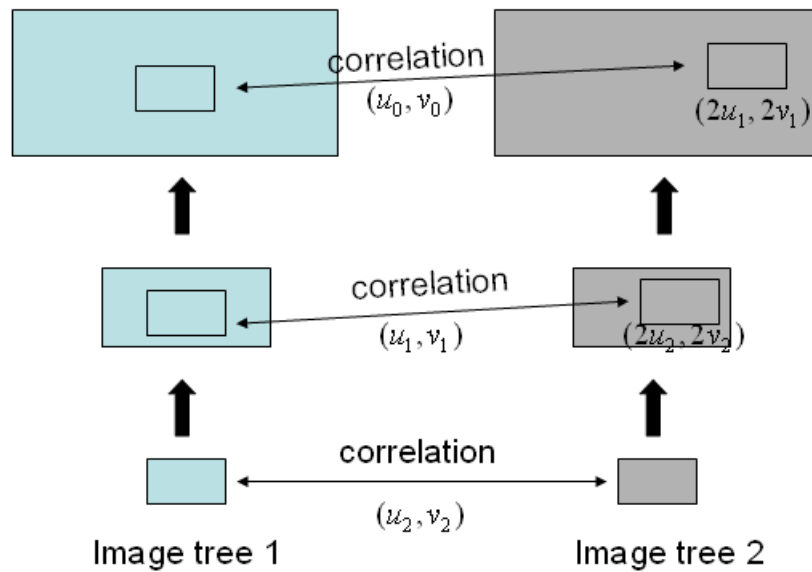 correlation
(u₀, v₀)
(2u₁, 2v₁)
correlation
(u₁, v₁)
(2u₂, 2v₂)
correlation
(u₂, v₂)
Image tree 1
Image tree 2